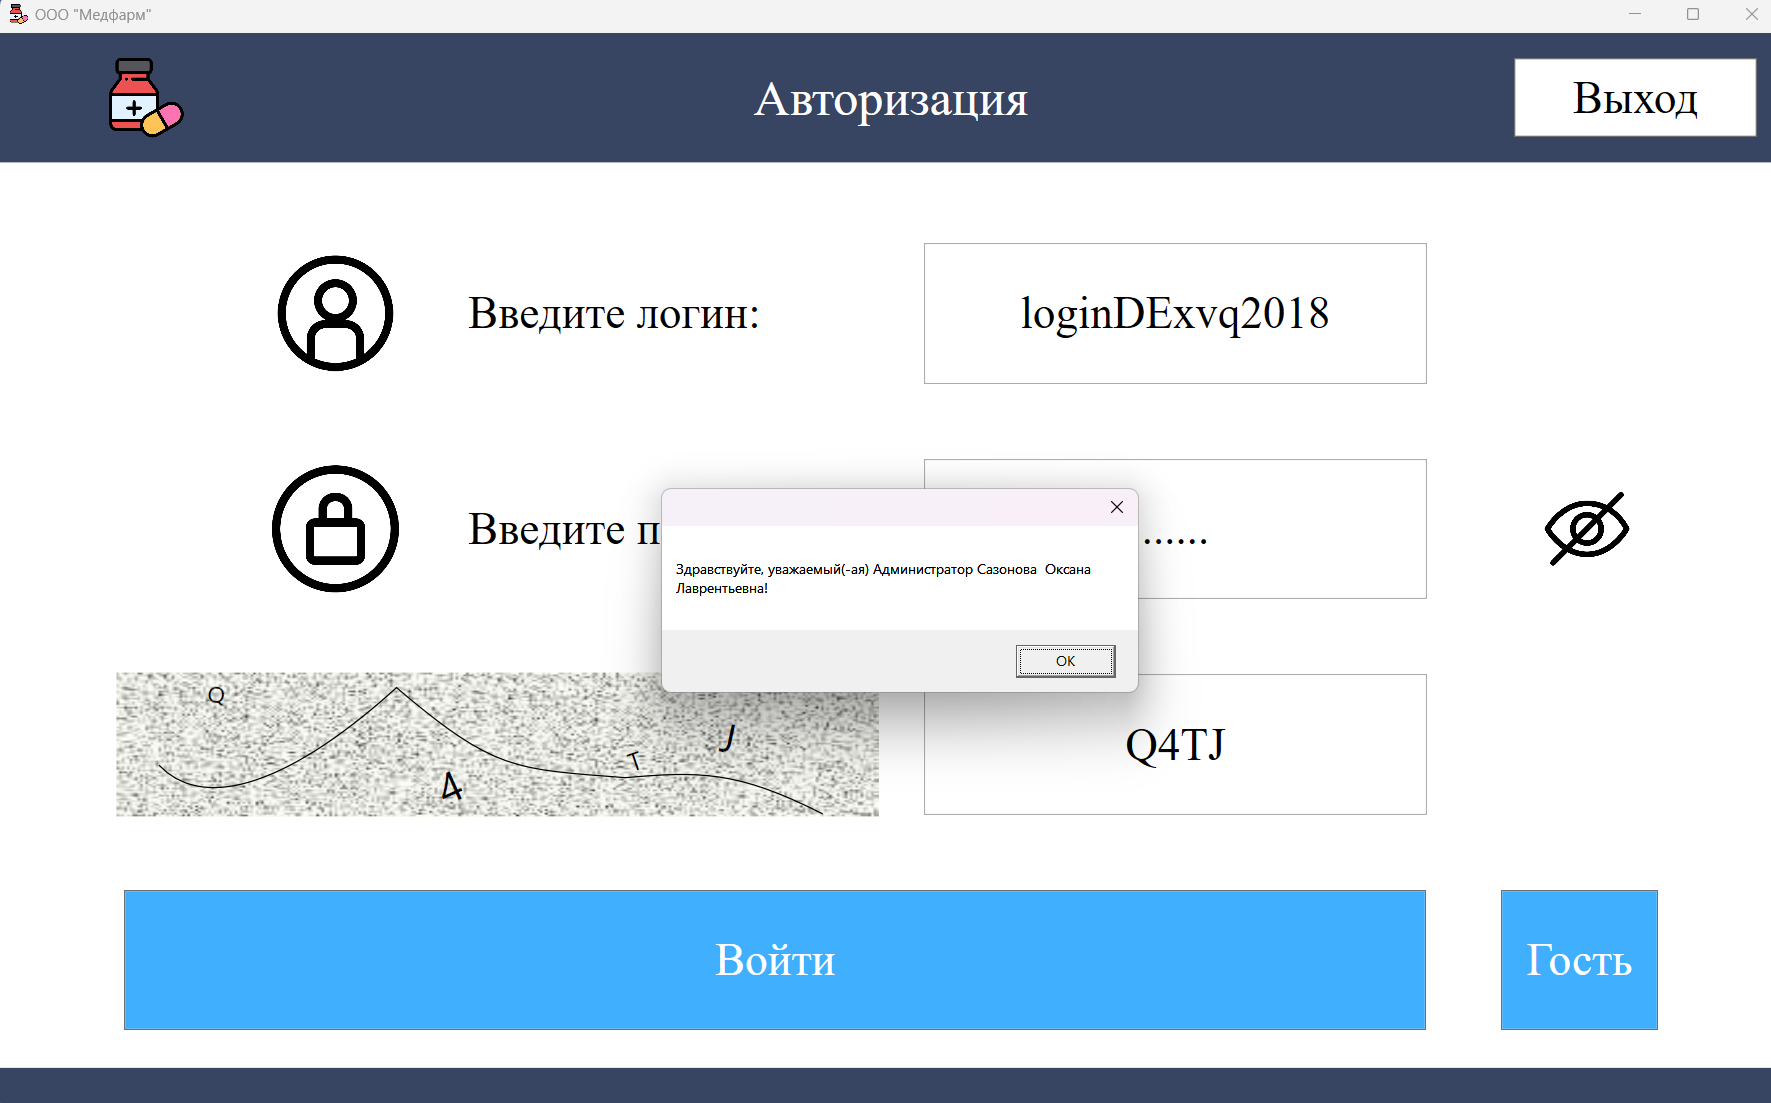 ООО "Медфарм"
Авторизация
Выход
Введите логин:
loginDExvq2018
Введите п
......
Здравствуйте, уважаемый(-ая) Администратор Сазонова  Оксана
Лаврентьевна!
OK
Q
4
T
J
Q4TJ
Войти
Гость